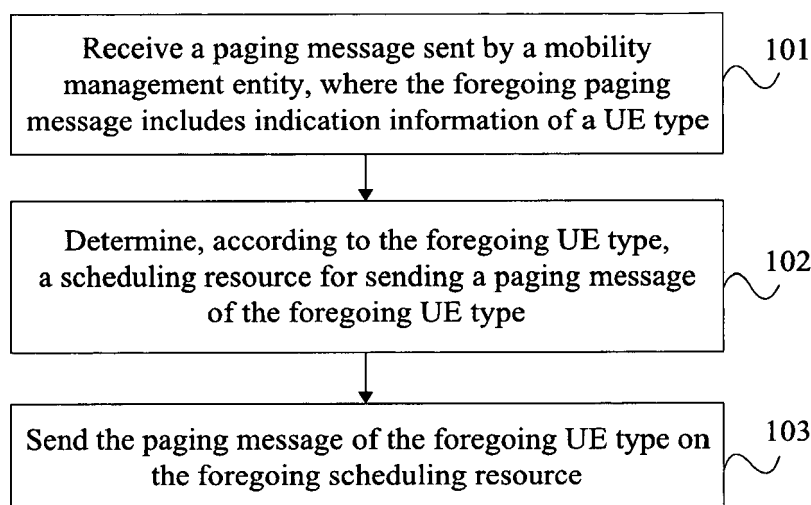 Receive a paging message sent by a mobility
management entity, where the foregoing paging
message includes indication information of a UE type
101
Determine, according to the foregoing UE type,
a scheduling resource for sending a paging message
of the foregoing UE type
102
Send the paging message of the foregoing UE type on
the foregoing scheduling resource
103